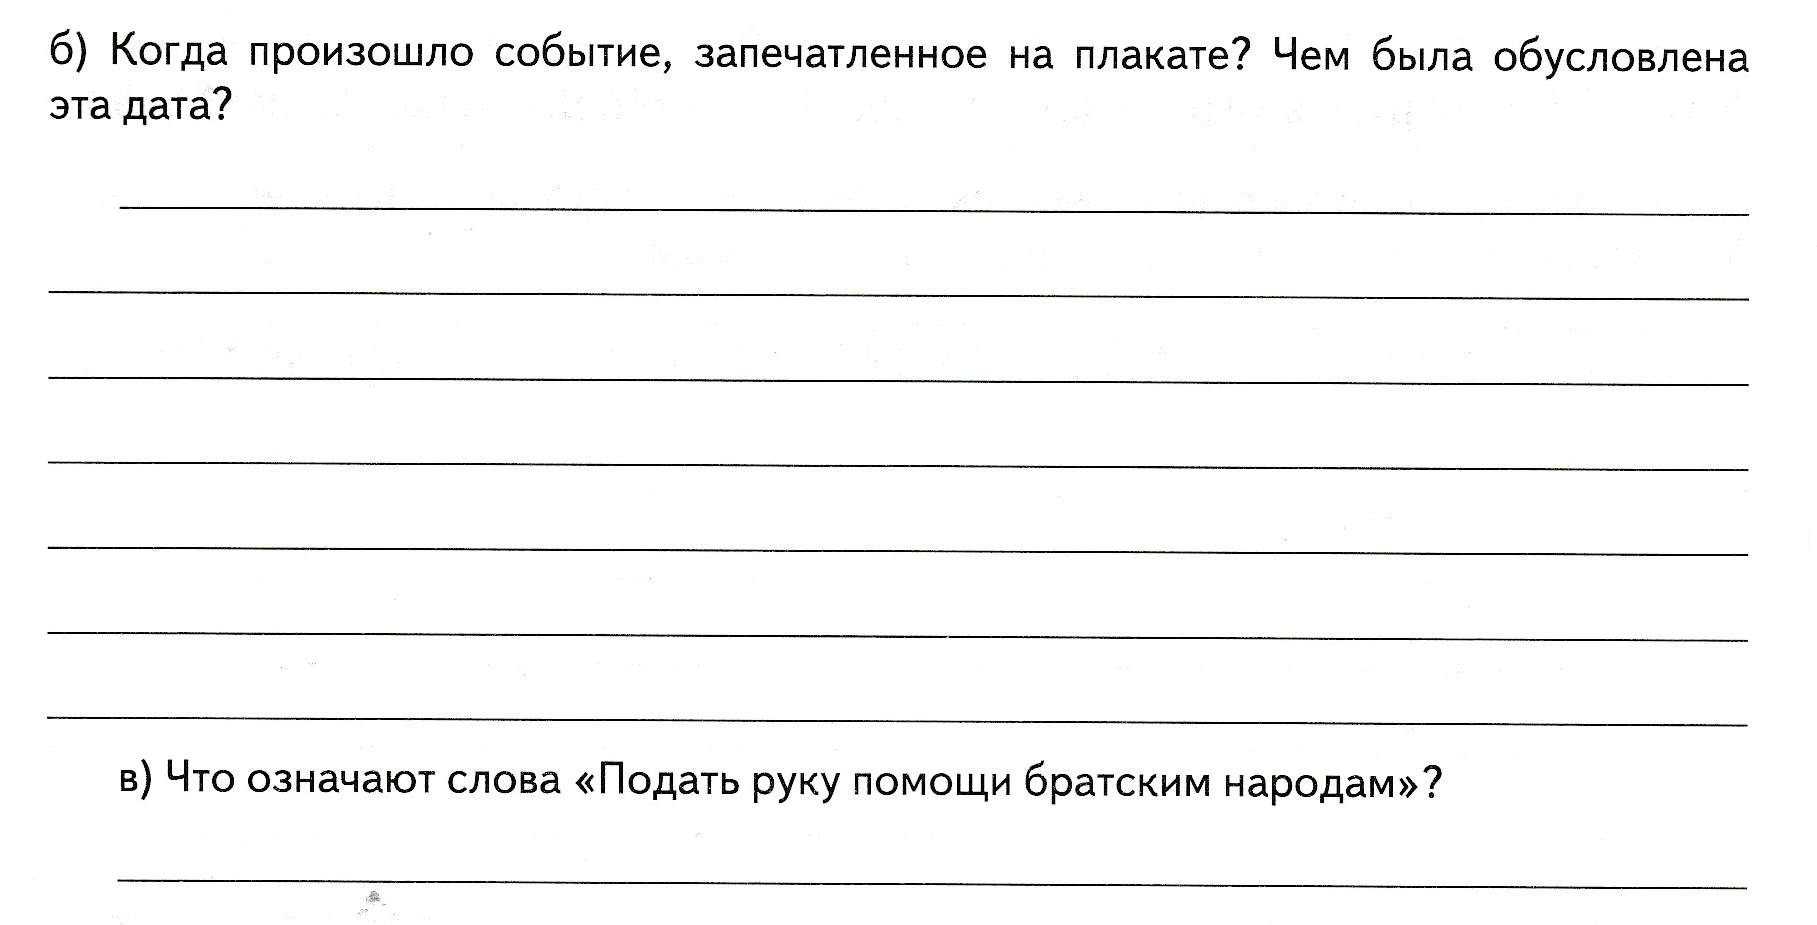 б) Когда произошло событие, запечатленное на плакате? Чем была обусловлена
эта дата?
в) Что означают слова «Подать руку помощи братским народам»?